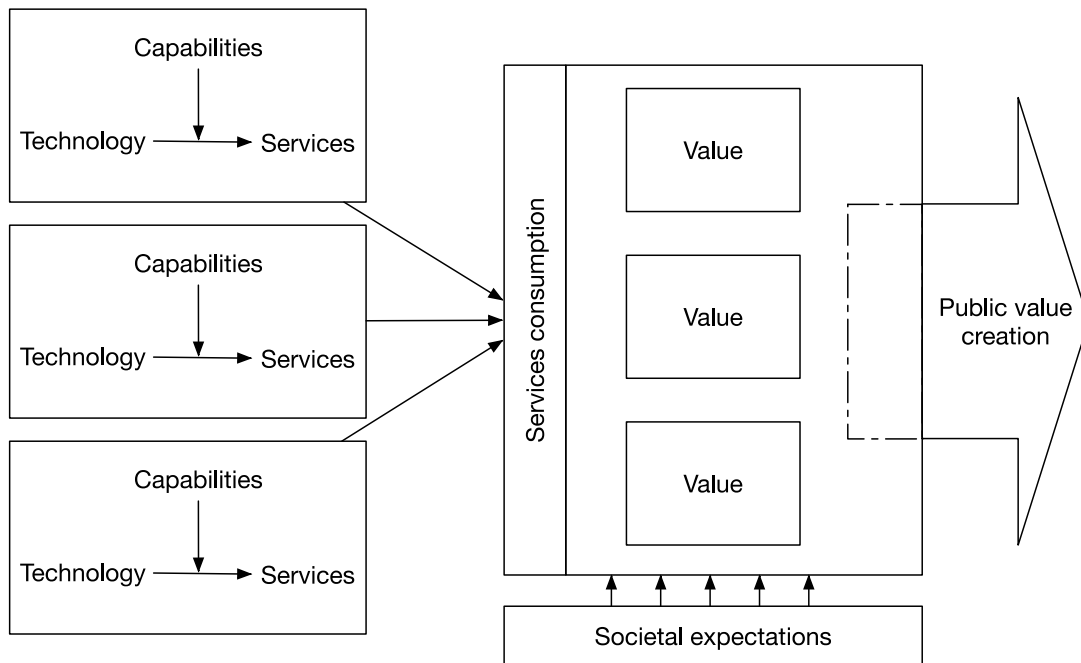 Capabilities
Technology
Services
Capabilities
Technology
Services
Capabilities
Technology
Services
Services consumption
Value
Value
Value
Public value
creation
Societal expectations